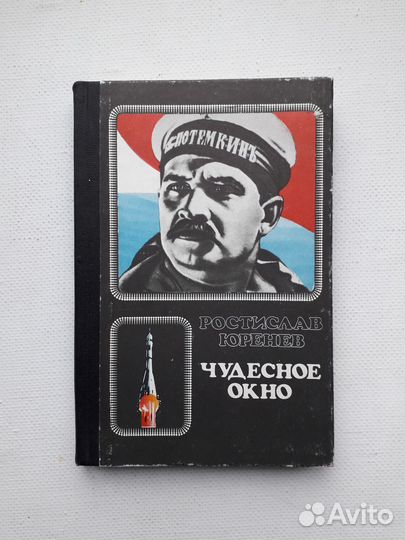 ПОТЕМКИНЪ
РОСТИСЛАВ
ЮРЕНЕВ
ЧУДЕСНОЕ
ОКНО
Avito